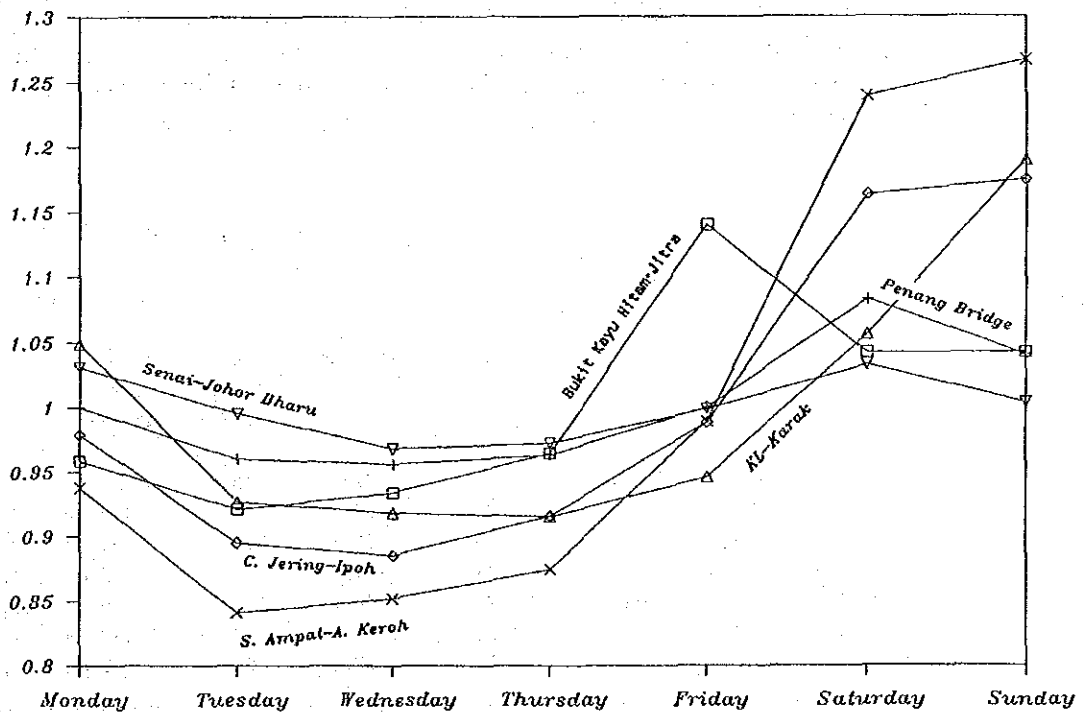 1.3
1.25
1.2
1.15
1.1
1.05
1
0.95
0.9
0.85
0.8
Senai-Johor Bharu
Bukit Kayu Hitam-Jitra
Penang Bridge
KL-Karak
C. Jering-Ipoh
S. Ampat-A. Keroh
Monday Tuesday Wednesday Thursday Friday Saturday Sunday